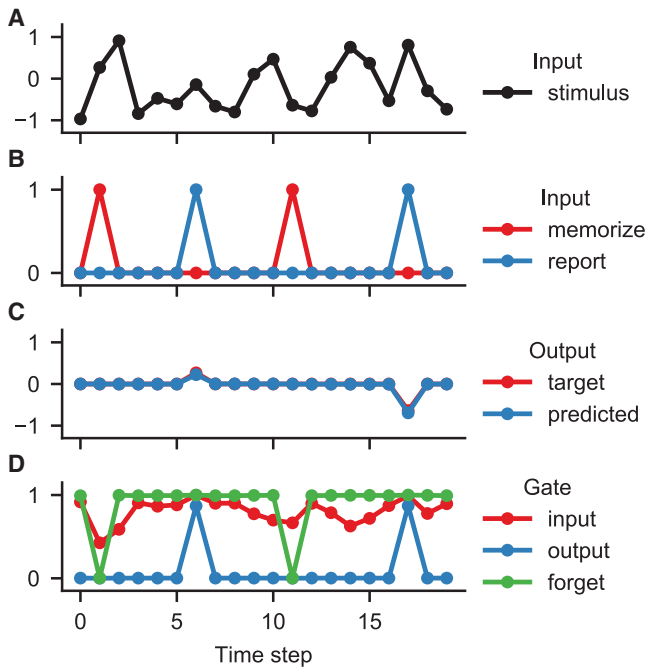 A
1
0
−1
Input
stimulus
B
1
0
Input
memorize
report
C
1
0
−1
Output
target
predicted
D
1
0
Gate
input
output
forget
0 5 10 15
Time step